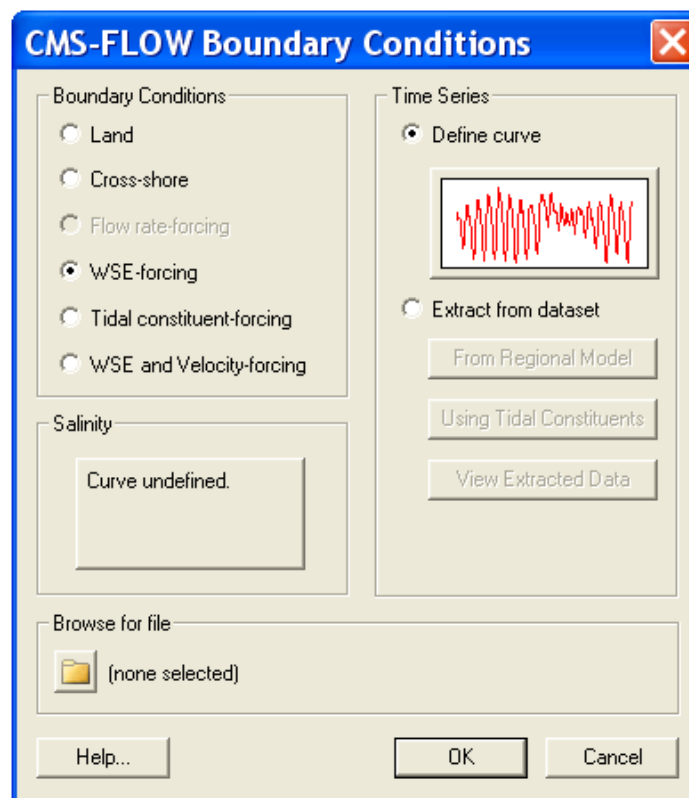 CMS-FLOW Boundary Conditions
Boundary Conditions
Land
Cross-shore
Flow rate-forcing
WSE-forcing
Tidal constituent-forcing
WSE and Velocity-forcing
Salinity
Curve undefined.
Time Series
Define curve
Extract from dataset
From Regional Model
Using Tidal Constituents
View Extracted Data
Browse for file
(none selected)
Help...
OK
Cancel